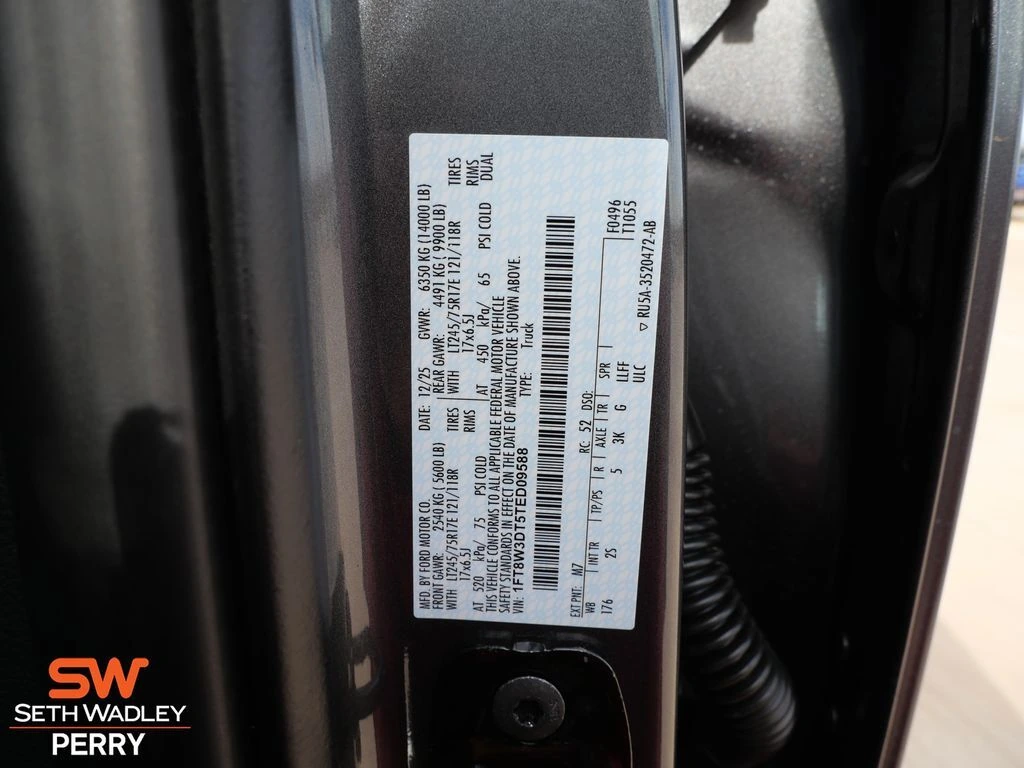 MFD. BY FORD MOTOR CO.
DATE: 12/25 GVWR: 6350 KG (14000 LB)
FRONT GAWR: 2540 KG ( 5600 LB) REAR GAWR: 4491 KG ( 9900 LB)
WITH LT245/75R17E 121/118R TIRES WITH LT245/75R17E 121/118R TIRES
17x6.5J RIMS 17x6.5J RIMS
AT 520 kPa/ 75 PSI COLD AT 450 kPa/ 65 PSI COLD DUAL
THIS VEHICLE CONFORMS TO ALL APPLICABLE FEDERAL MOTOR VEHICLE
SAFETY STANDARDS IN EFFECT ON THE DATE OF MANUFACTURE SHOWN ABOVE.
VIN: 1FT8W3DT5TED09588 TYPE: Truck
EXT PNT: M7 RC: 52 DSO: F0496
WB INT TR TP/PS R AXLE TR SPR T1055
176 2S 5 3K G LLFF
ULC ▽ RU5A-3520472-AB
SW
SETH WADLEY
PERRY